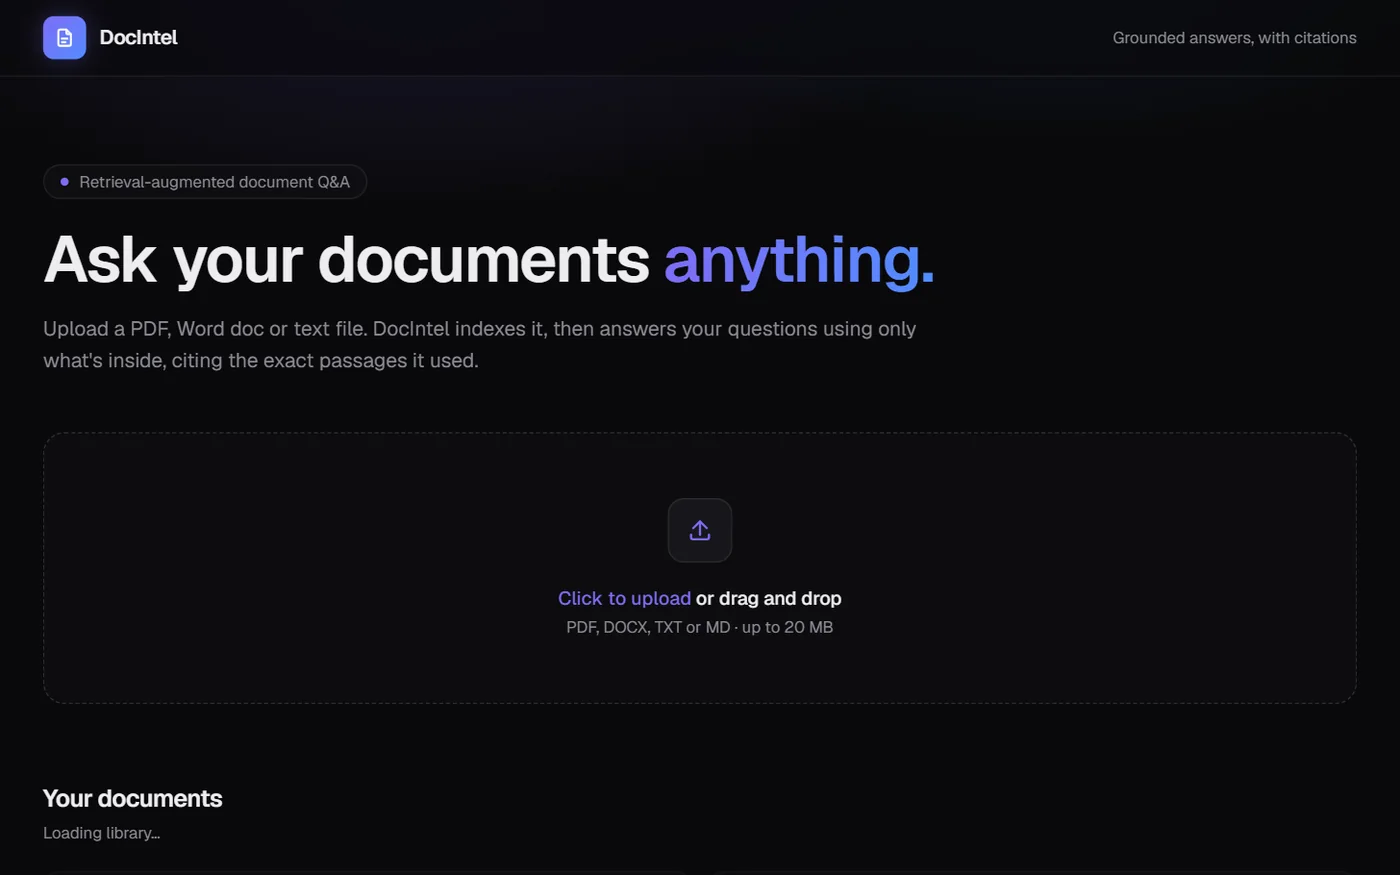 DocIntel
Grounded answers, with citations
Retrieval-augmented document Q&A
Ask your documents anything.
Upload a PDF, Word doc or text file. DocIntel indexes it, then answers your questions using only
what's inside, citing the exact passages it used.
Click to upload or drag and drop
PDF, DOCX, TXT or MD · up to 20 MB
Your documents
Loading library…